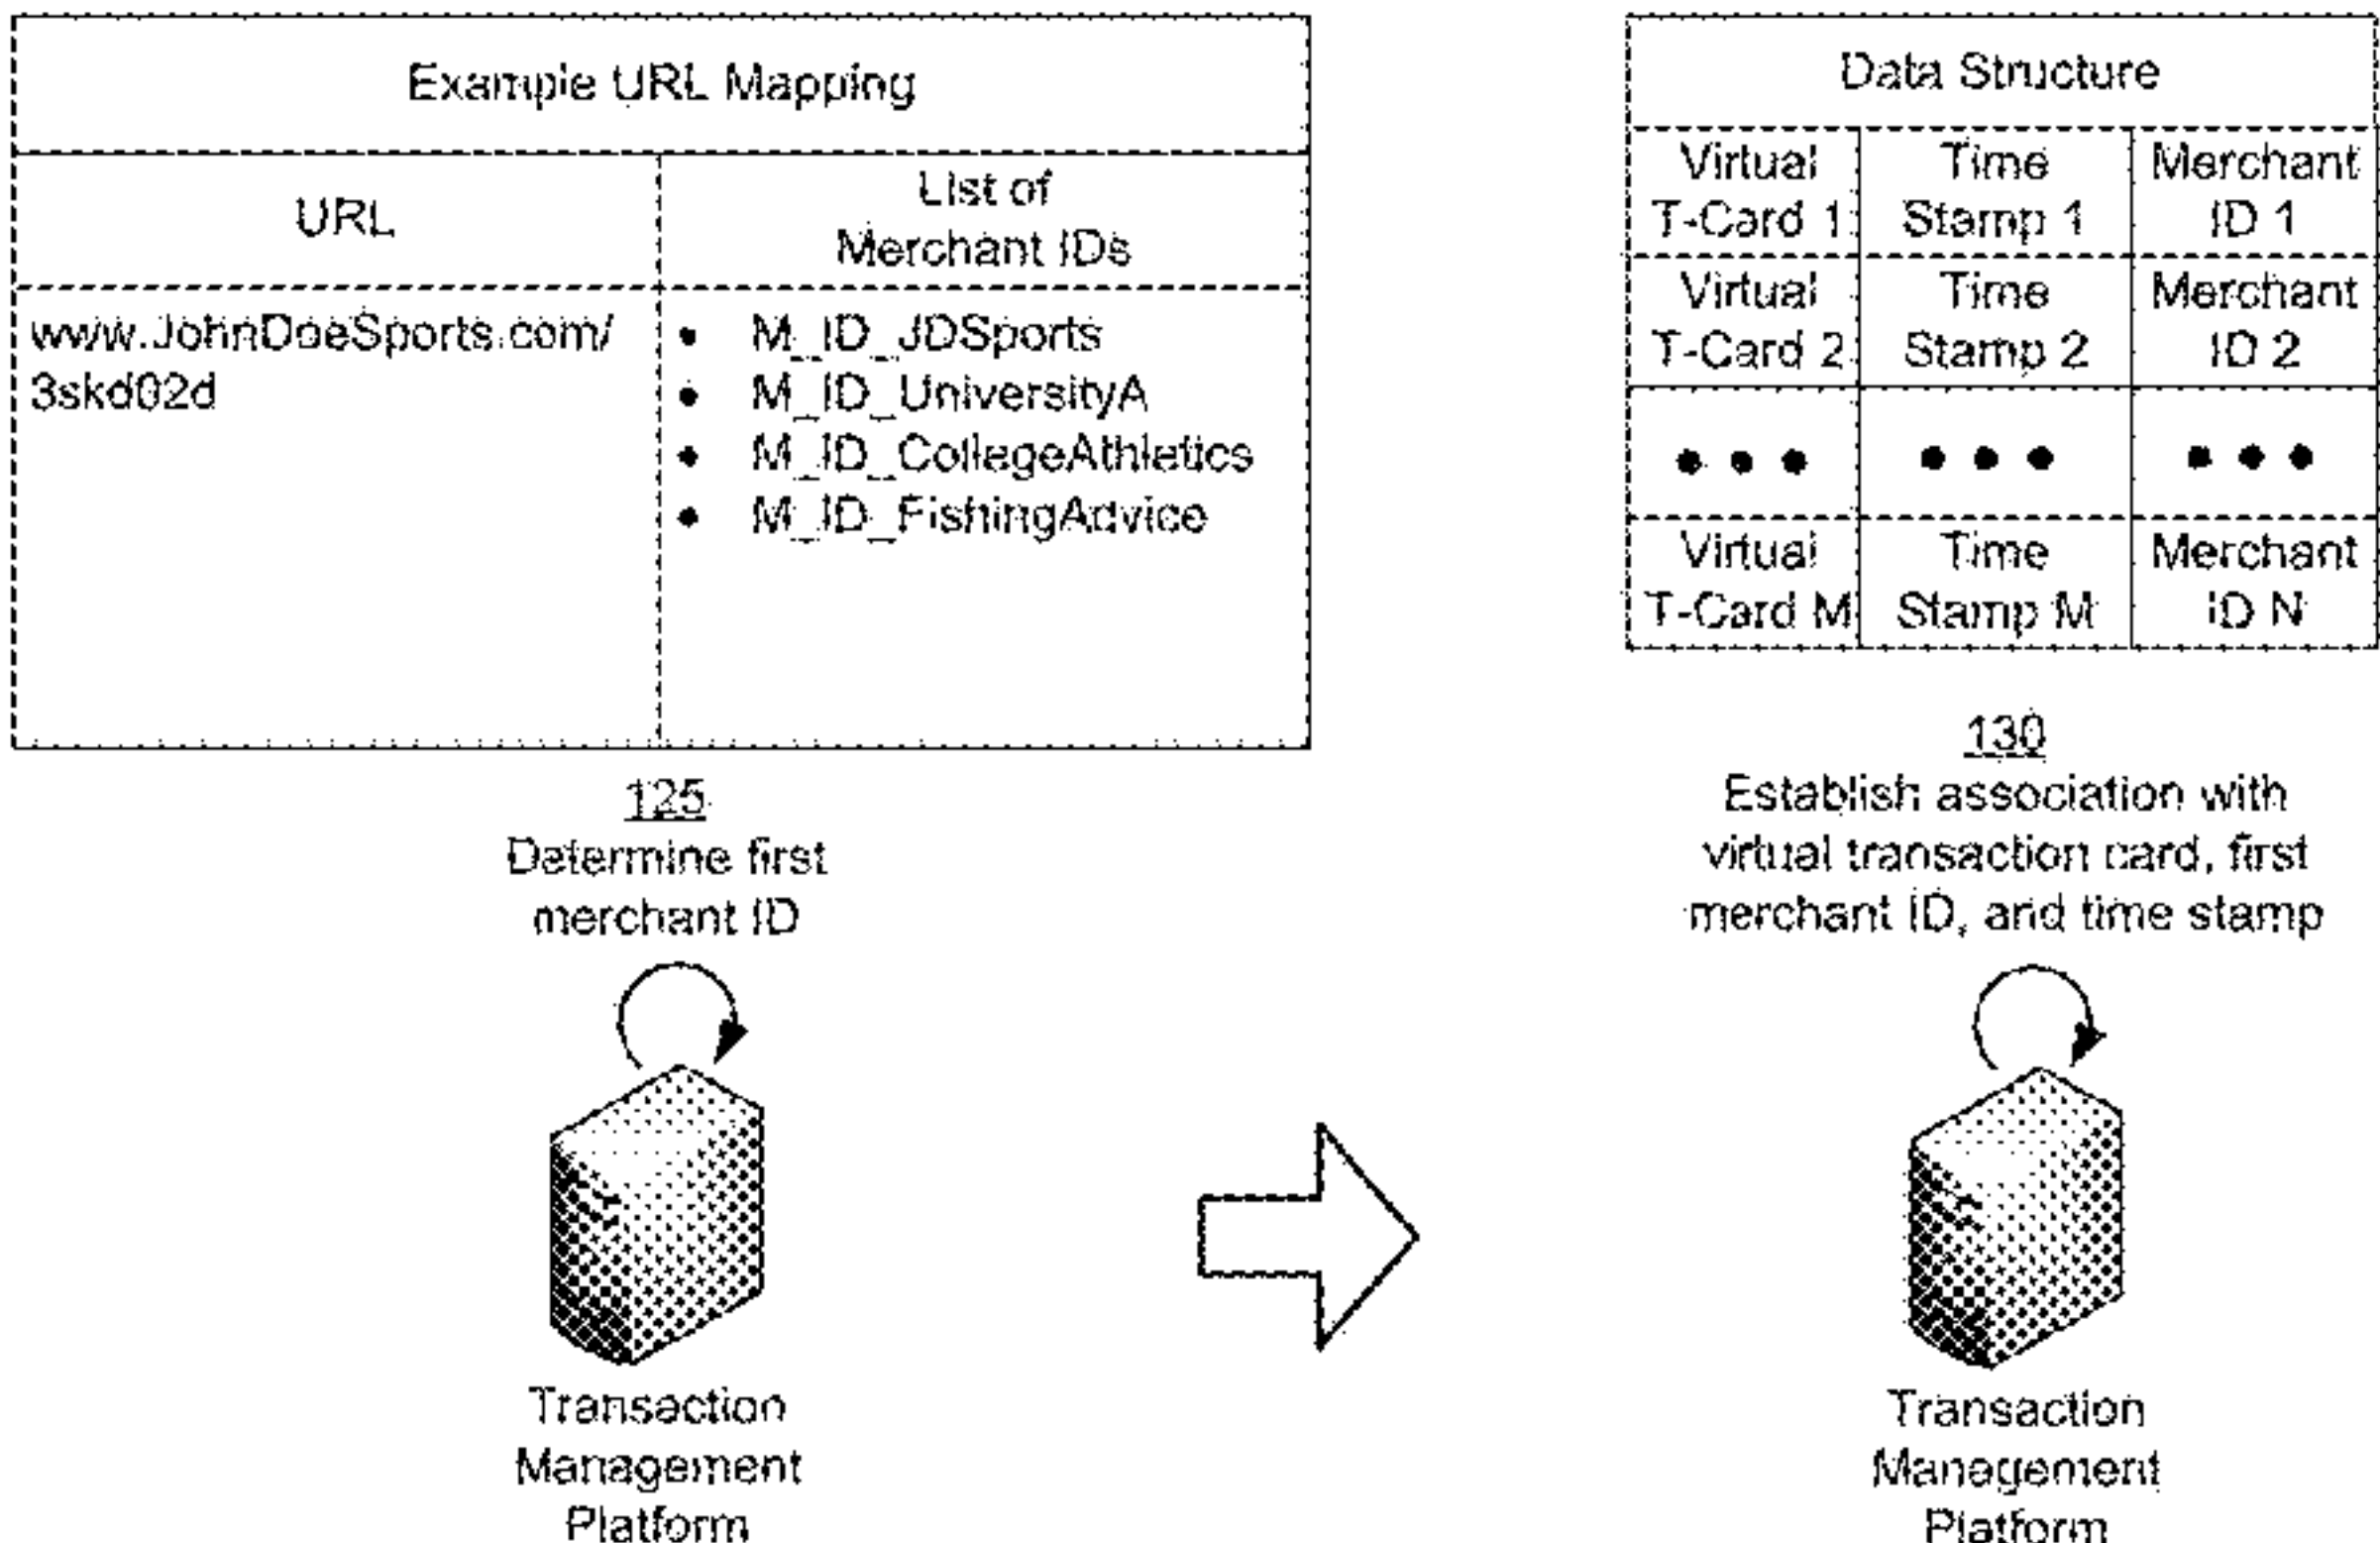 Example URL Mapping
URL
List of
Merchant IDs
www.JohnDoeSports.com/
3skd02d
• M_ID_JDSports
• M_ID_UniversityA
• M_ID_CollegeAthletics
• M_ID_FishingAdvice
125
Determine first
merchant ID
Transaction
Management
Platform
Data Structure
Virtual
T-Card 1
Time
Stamp 1
Merchant
ID 1
Virtual
T-Card 2
Time
Stamp 2
Merchant
ID 2
● ● ●
● ● ●
● ● ●
Virtual
T-Card M
Time
Stamp M
Merchant
ID N
130
Establish association with
virtual transaction card, first
merchant ID, and time stamp
Transaction
Management
Platform